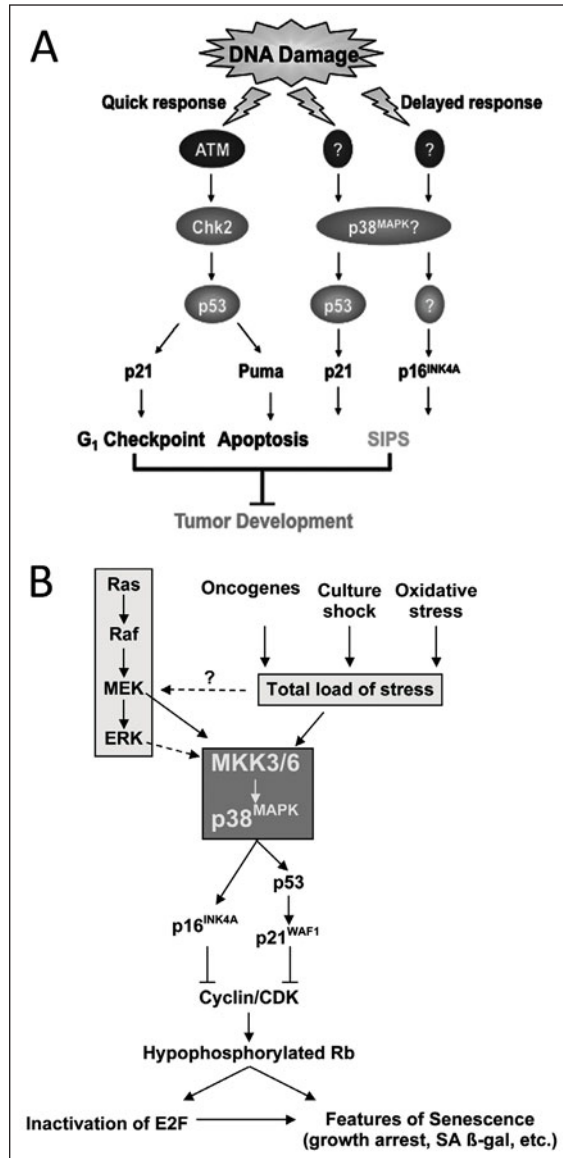 A
DNA Damage
Quick response
Delayed response
ATM
?
?
Chk2
p38MAPK?
p53
p53
?
p21
Puma
p21
p16INK4A
G1 Checkpoint
Apoptosis
SIPS
Tumor Development
B
Ras
Raf
MEK
ERK
Oncogenes
Culture
shock
Oxidative
stress
?
Total load of stress
MKK3/6
p38MAPK
p53
p16INK4A
p21WAF1
Cyclin/CDK
Hypophosphorylated Rb
Inactivation of E2F
Features of Senescence
(growth arrest, SA ß-gal, etc.)